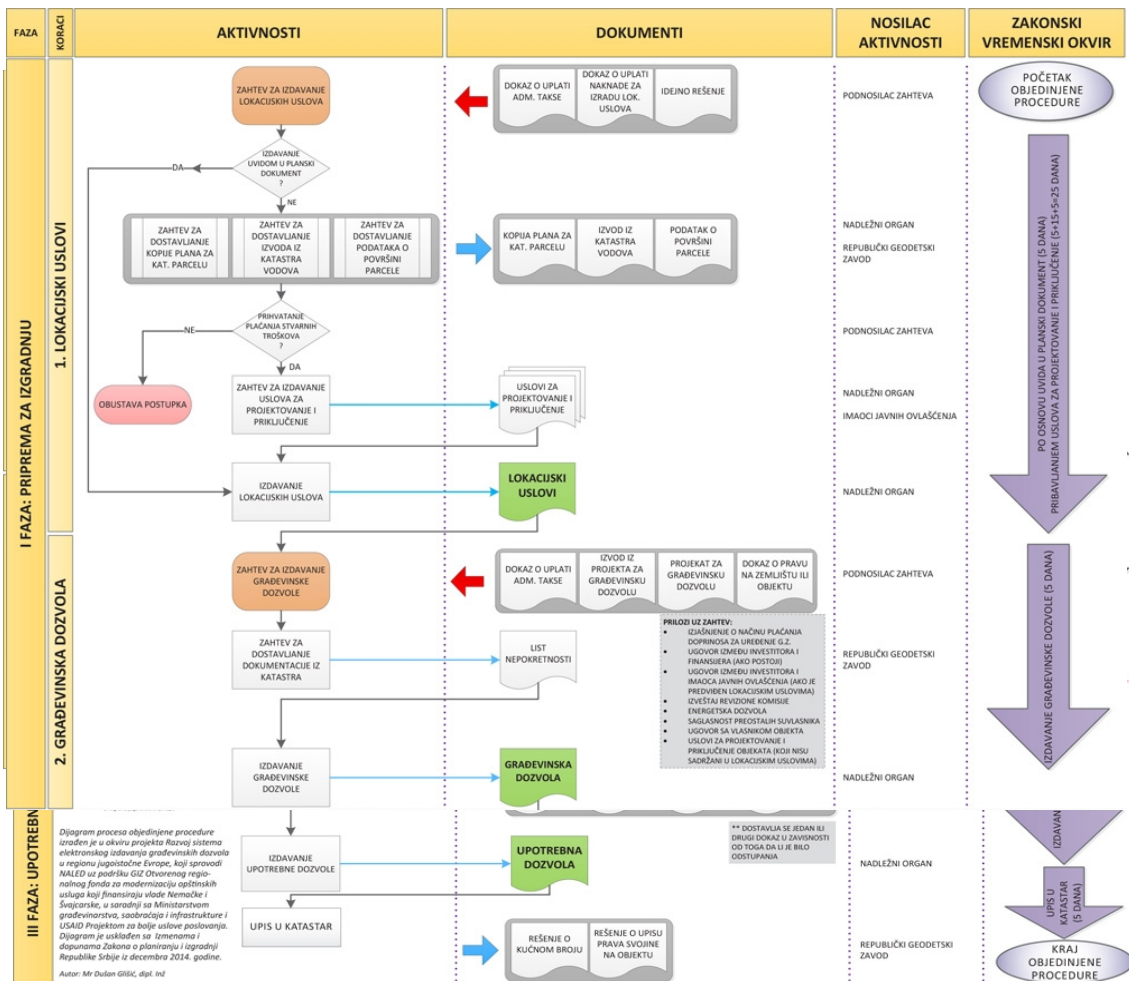 FAZA
KORACI
AKTIVNOSTI
DOKUMENTI
NOSILAC
AKTIVNOSTI
ZAKONSKI
VREMENSKI OKVIR
I FAZA: PRIPREMA ZA IZGRADNJU
1. LOKACIJSKI USLOVI
ZAHTEV ZA IZDAVANJE
LOKACIJSKIH USLOVA
DOKAZ O UPLATI
ADM. TAKSE
DOKAZ O UPLATI
NAKNADE ZA
IZRADU LOK.
USLOVA
IDEJNO REŠENJE
PODNOSILAC ZAHTEVA
POČETAK
OBJEDINJENE
PROCEDURE
IZDAVANJE
UVIDOM U PLANSKI
DOKUMENT
?
DA
NE
ZAHTEV ZA
DOSTAVLJANJE
KOPIJE PLANA ZA
KAT. PARCELU
ZAHTEV ZA
DOSTAVLJANJE
IZVODA IZ
KATASTRA
VODOVA
ZAHTEV ZA
DOSTAVLJANJE
PODATAKA O
POVRŠINI
PARCELE
KOPIJA PLANA ZA
KAT. PARCELU
IZVOD IZ
KATASTRA
VODOVA
PODATAK O
POVRŠINI
PARCELE
NADLEŽNI ORGAN
REPUBLIČKI GEODETSKI
ZAVOD
PO OSNOVU UVIDA U PLANSKI DOKUMENT (5 DANA)
PRIBAVLJANJEM USLOVA ZA PROJEKTOVANJE I PRIKLJUČENJE (5+15+5=25 DANA)
PRIHVATANJE
PLAĆANJA STVARNIH
TROŠKOVA
?
NE
DA
PODNOSILAC ZAHTEVA
OBUSTAVA POSTUPKA
ZAHTEV ZA IZDAVANJE
USLOVA ZA
PROJEKTOVANJE I
PRIKLJUČENJE
USLOVI ZA
PROJEKTOVANJE I
PRIKLJUČENJE
NADLEŽNI ORGAN
IMAOCI JAVNIH OVLAŠĆENJA
IZDAVANJE
LOKACIJSKIH USLOVA
LOKACIJSKI
USLOVI
NADLEŽNI ORGAN
2. GRAĐEVINSKA DOZVOLA
ZAHTEV ZA IZDAVANJE
GRAĐEVINSKE
DOZVOLE
DOKAZ O UPLATI
ADM. TAKSE
IZVOD IZ
PROJEKTA ZA
GRAĐEVINSKU
DOZVOLU
PROJEKAT ZA
GRAĐEVINSKU
DOZVOLU
DOKAZ O PRAVU
NA ZEMLJIŠTU ILI
OBJEKTU
PODNOSILAC ZAHTEVA
IZDAVANJE GRAĐEVINSKE DOZVOLE (5 DANA)
ZAHTEV ZA
DOSTAVLJANJE
DOKUMENTACIJE IZ
KATASTRA
LIST
NEPOKRETNOSTI
PRILOZI UZ ZAHTEV:
• IZJAŠNJENJE O NAČINU PLAĆANJA
DOPRINOSA ZA UREĐENJE G.Z.
• UGOVOR IZMEĐU INVESTITORA I
FINANSIJERA (AKO POSTOJI)
• UGOVOR IZMEĐU INVESTITORA I
IMAOCA JAVNIH OVLAŠĆENJA (AKO JE
PREDVIĐEN LOKACIJSKIM USLOVIMA)
• IZVEŠTAJ REVIZIONE KOMISIJE
• ENERGETSKA DOZVOLA
• SAGLASNOST PREOSTALIH SUVLASNIKA
• UGOVOR SA VLASNIKOM OBJEKTA
• USLOVI ZA PROJEKTOVANJE I
PRIKLJUČENJE OBJEKATA (KOJI NISU
SADRŽANI U LOKACIJSKIM USLOVIMA)
REPUBLIČKI GEODETSKI
ZAVOD
IZDAVANJE
GRAĐEVINSKE
DOZVOLE
GRAĐEVINSKA
DOZVOLA
NADLEŽNI ORGAN
III FAZA: UPOTREBN
Dijagram procesa objedinjene procedure
izrađen je u okviru projekta Razvoj sistema
elektronskog izdavanja građevinskih dozvola
u regionu jugoistočne Evrope, koji sprovodi
NALED uz podršku GIZ Otvorenog regio-
nalnog fonda za modernizaciju opštinskih
usluga koji finansiraju vlade Nemačke i
Švajcarske, u saradnji sa Ministarstvom
građevinarstva, saobraćaja i infrastrukture i
USAID Projektom za bolje uslove poslovanja.
Dijagram je usklađen sa Izmenama i
dopunama Zakona o planiranju i izgradnji
Republike Srbije iz decembra 2014. godine.
Autor: Mr Dušan Glišić, dipl. Inž
IZDAVANJE
UPOTREBNE DOZVOLE
UPOTREBNA
DOZVOLA
** DOSTAVLJA SE JEDAN ILI
DRUGI DOKAZ U ZAVISNOSTI
OD TOGA DA LI JE BILO
ODSTUPANJA
NADLEŽNI ORGAN
IZDAVAN
UPIS U KATASTAR
UPIS U
KATASTAR
(5 DANA)
REŠENJE O
KUĆNOM BROJU
REŠENJE O UPISU
PRAVA SVOJINE
NA OBJEKTU
REPUBLIČKI GEODETSKI
ZAVOD
KRAJ
OBJEDINJENE
PROCEDURE